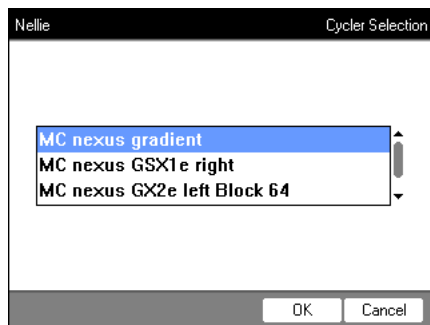 Nellie
Cycler Selection
MC nexus gradient
MC nexus GSX1e right
MC nexus GX2e left Block 64
OK
Cancel